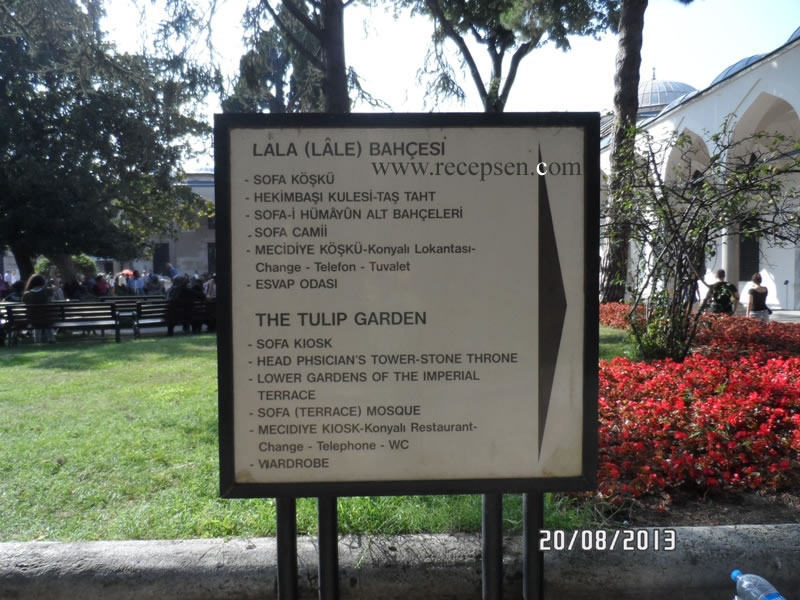 LALA (LÂLE) BAHÇESİ
www.recepsen.com
- SOFA KÖŞKÜ
- HEKİMBAŞI KULESİ-TAŞ TAHT
- SOFA-İ HÜMÂYÛN ALT BAHÇELERİ
- SOFA CAMİİ
- MECİDİYE KÖŞKÜ-Konyalı Lokantası-
Change - Telefon - Tuvalet
- ESVAP ODASI
THE TULIP GARDEN
- SOFA KIOSK
- HEAD PHSICIAN'S TOWER-STONE THRONE
- LOWER GARDENS OF THE IMPERIAL
TERRACE
- SOFA (TERRACE) MOSQUE
- MECIDIYE KIOSK-Konyalı Restaurant-
Change - Telephone - WC
- WARDROBE
20/08/2013